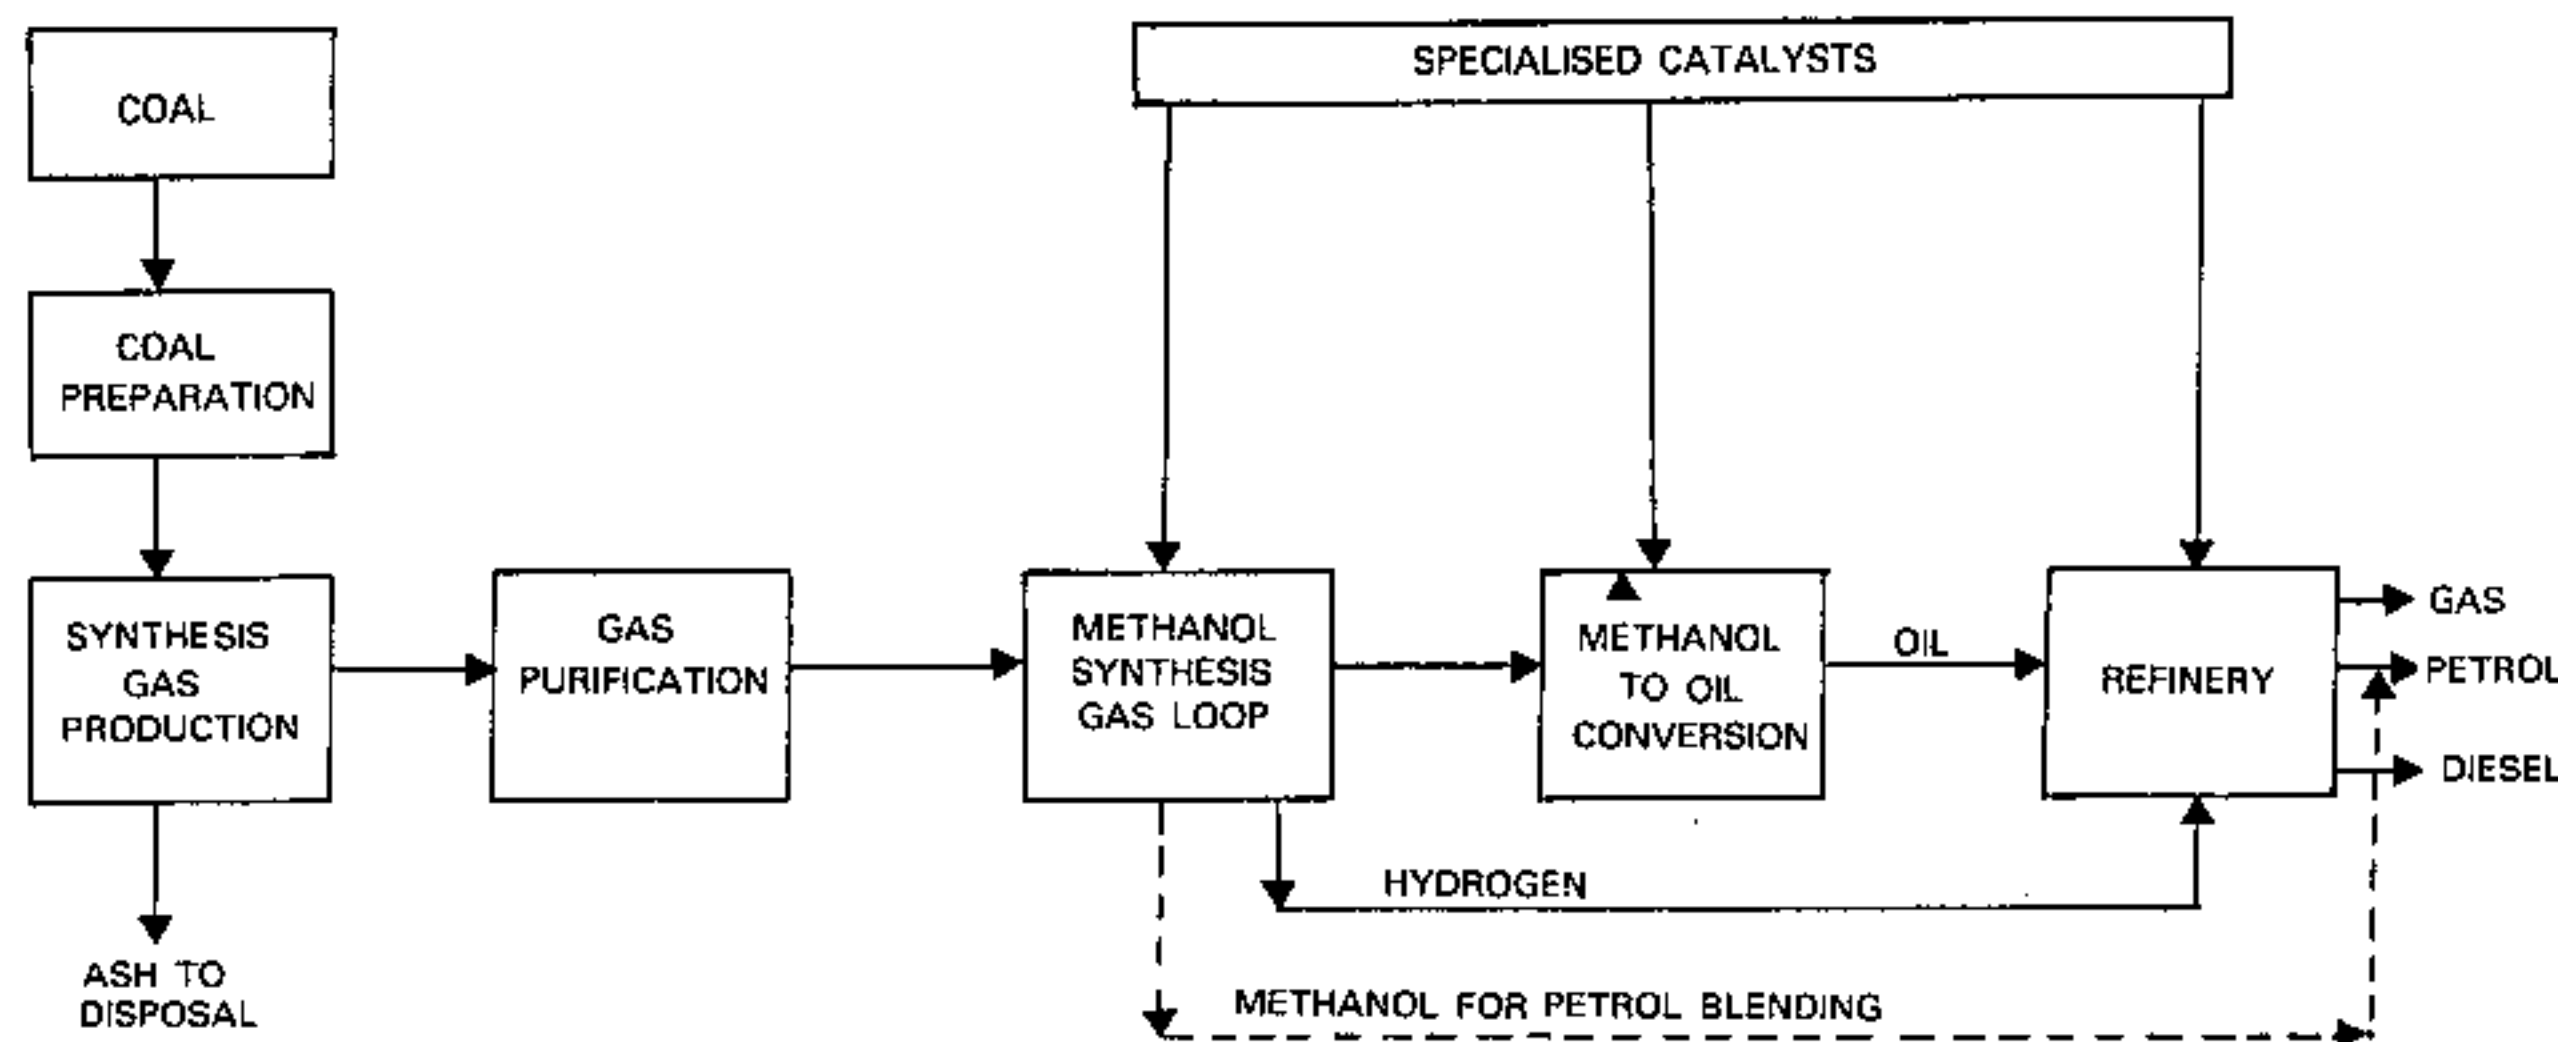 COAL
SPECIALISED CATALYSTS
COAL
PREPARATION
SYNTHESIS
GAS
PRODUCTION
GAS
PURIFICATION
METHANOL
SYNTHESIS
GAS LOOP
METHANOL
TO OIL
CONVERSION
OIL
REFINERY
GAS
PETROL
DIESEL
HYDROGEN
ASH TO
DISPOSAL
METHANOL FOR PETROL BLENDING